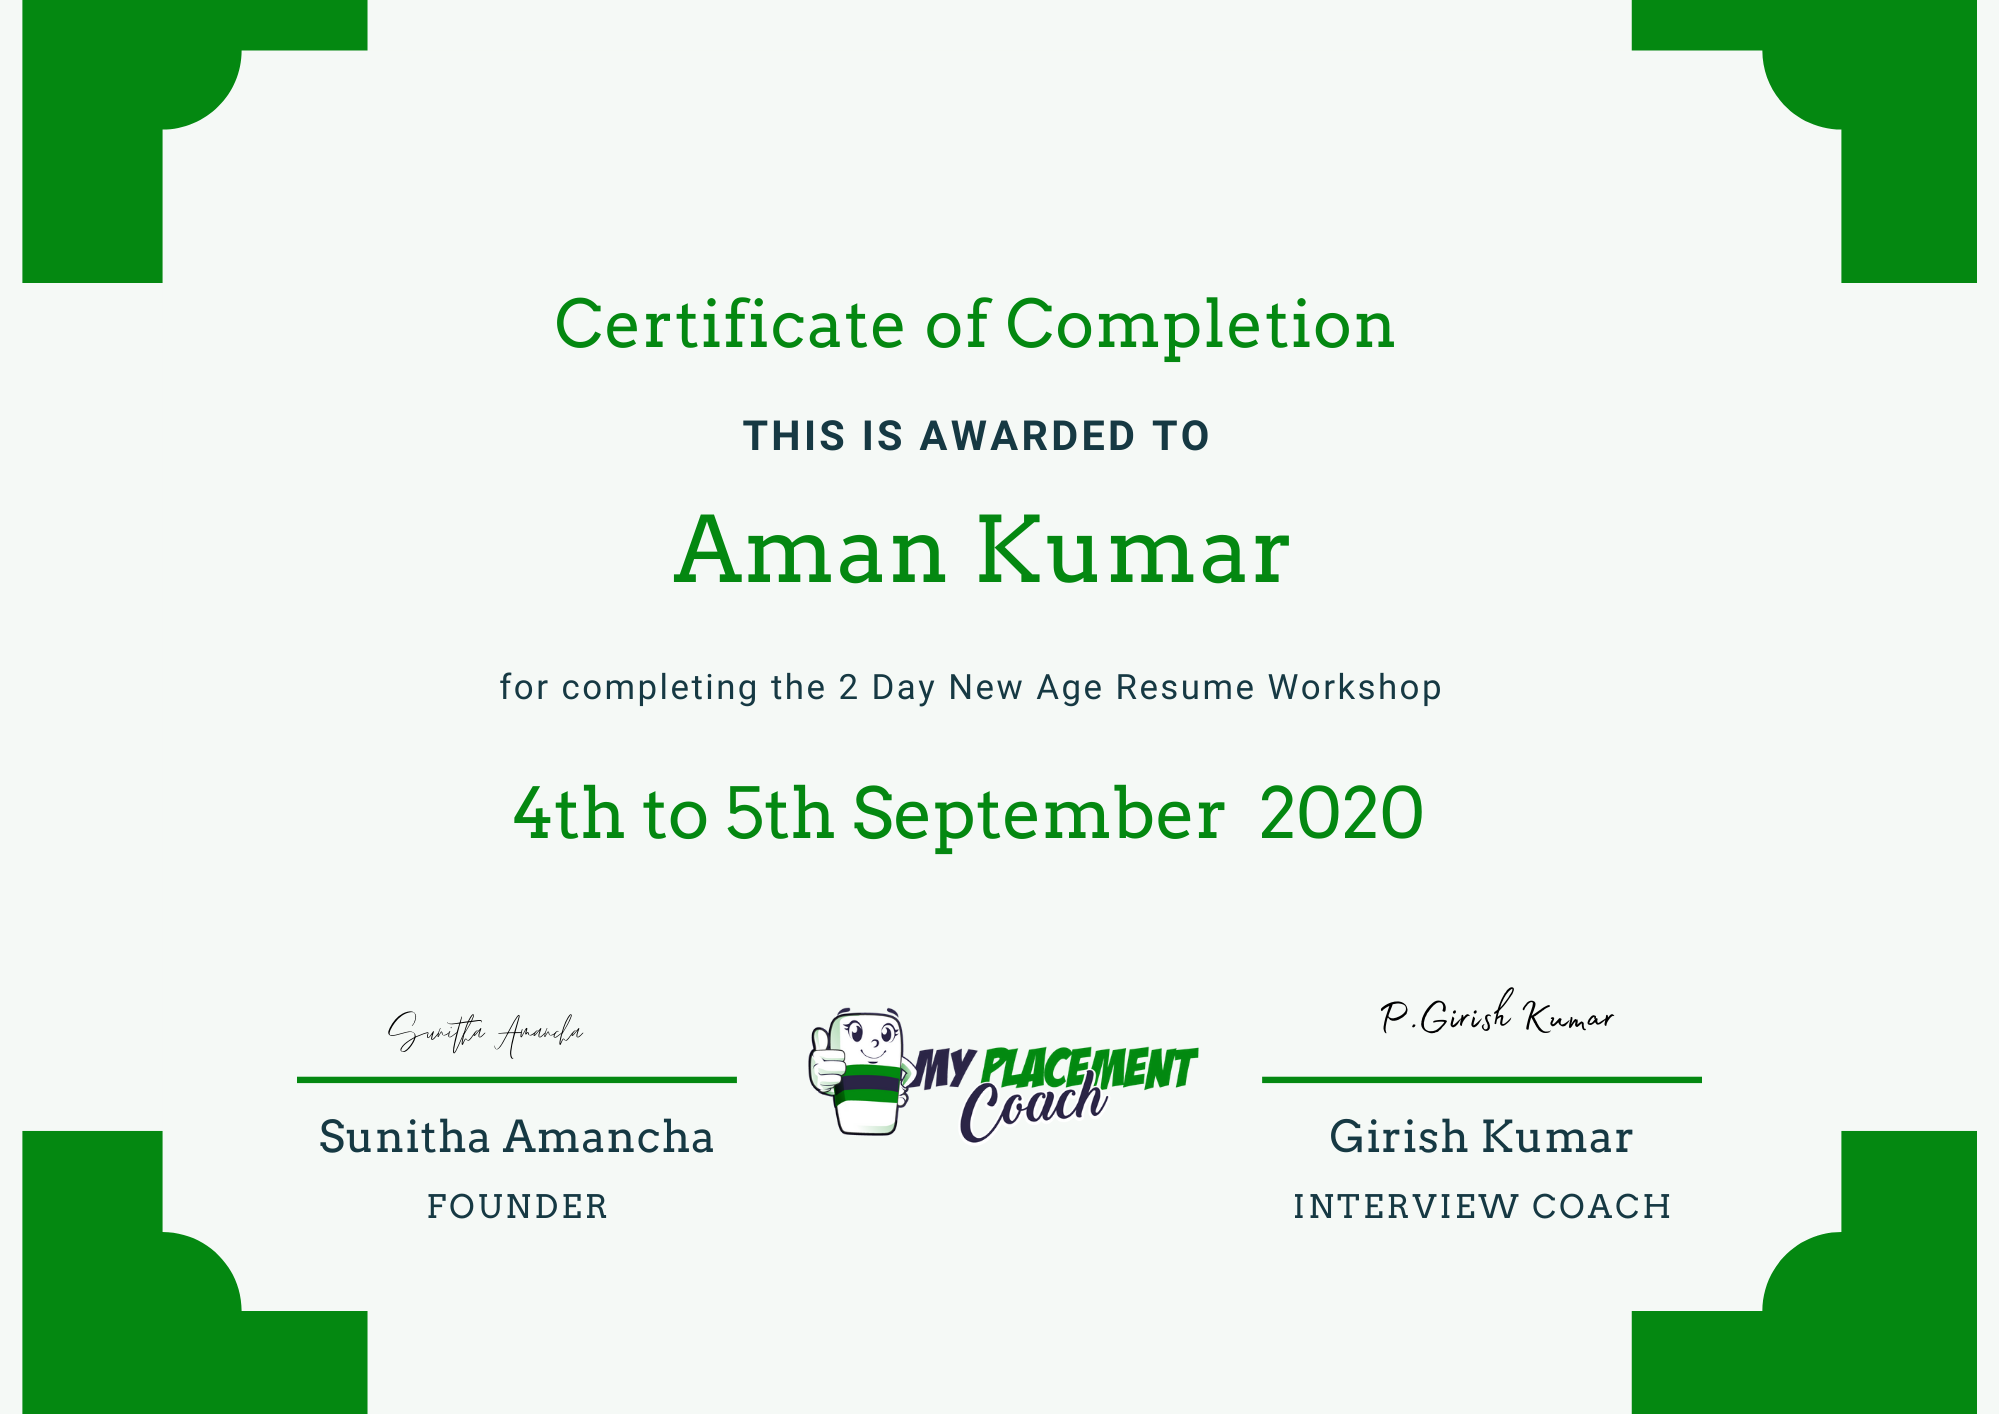 Certificate of Completion
THIS IS AWARDED TO
Aman Kumar
for completing the 2 Day New Age Resume Workshop
4th to 5th September 2020
Sunitha Amancha
P.Girish Kumar
MY PLACEMENT
Coach
Sunitha Amancha
Girish Kumar
FOUNDER
INTERVIEW COACH